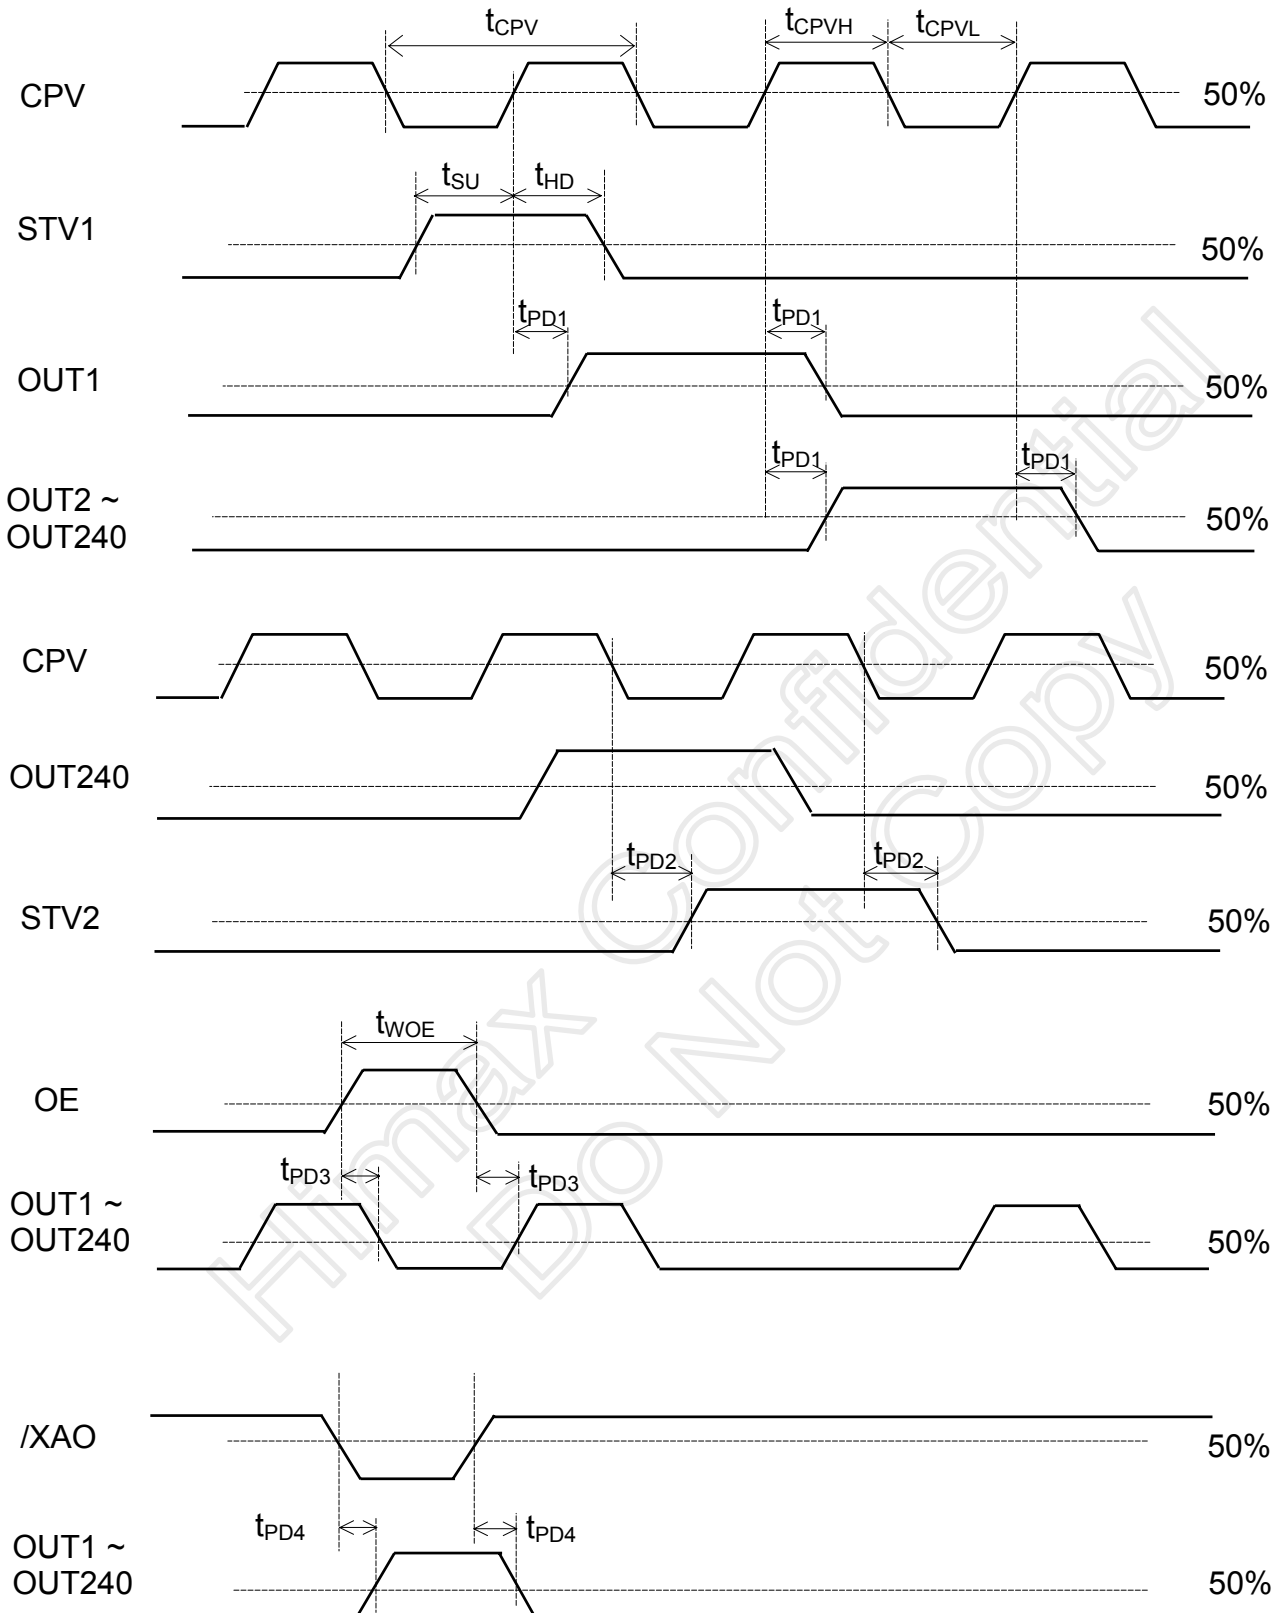 tCPV
tCPVH
tCPVL
CPV
50%
tSU
tHD
STV1
50%
tPD1
tPD1
OUT1
50%
tPD1
tPD1
OUT2 ~
OUT240
50%
CPV
50%
OUT240
50%
tPD2
tPD2
STV2
50%
tWOE
OE
50%
tPD3
tPD3
OUT1 ~
OUT240
50%
/XAO
50%
tPD4
tPD4
OUT1 ~
OUT240
50%
Himax Confidential
Do Not Copy